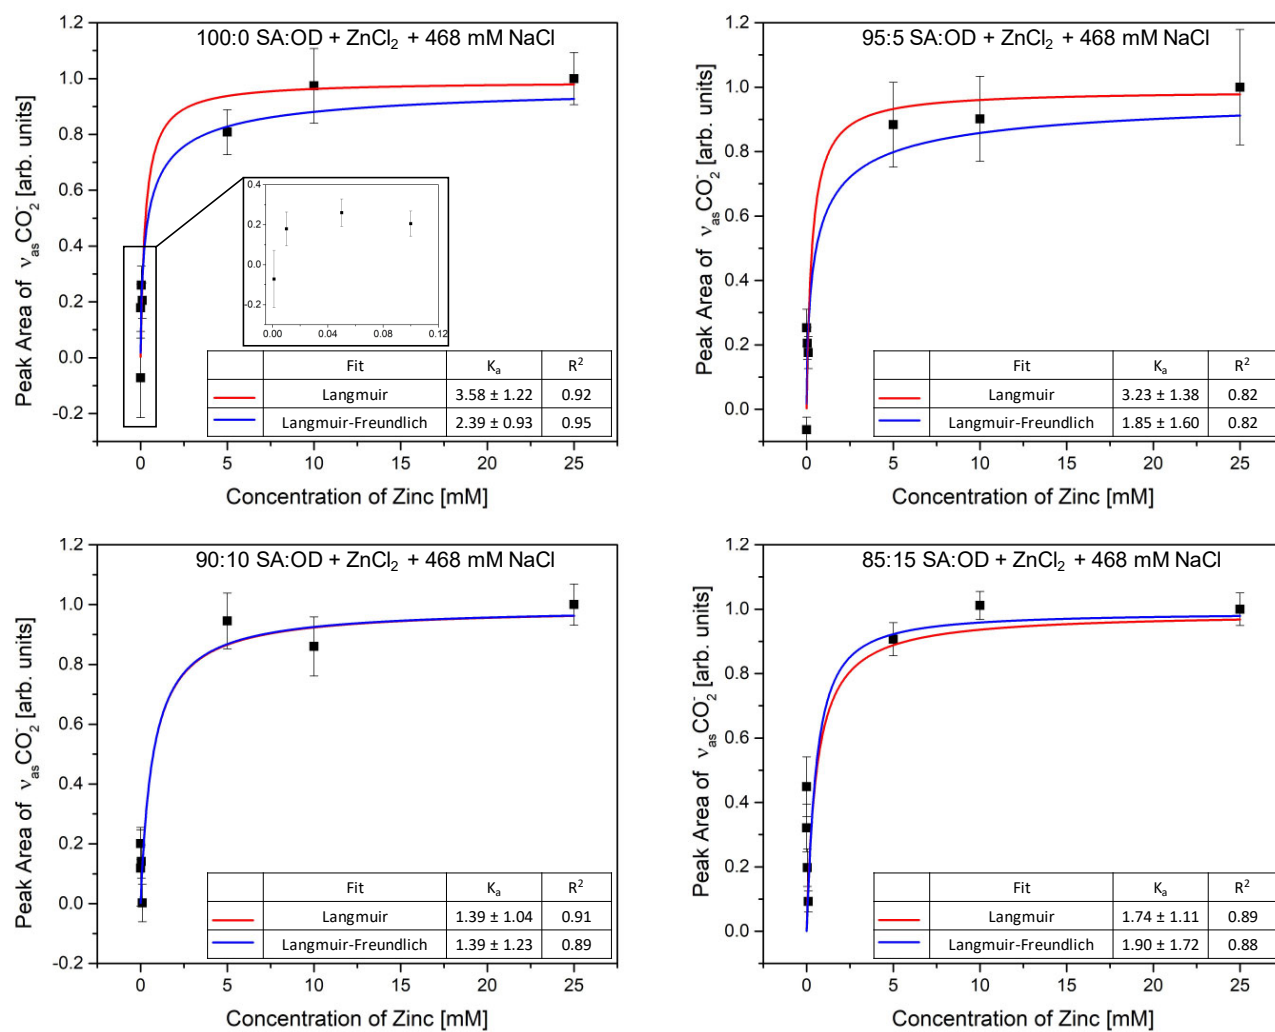 100:0 SA:OD + ZnCl₂ + 468 mM NaCl
Peak Area of ν_as CO₂⁻ [arb. units]
1.2
1.0
0.8
0.6
0.4
0.2
0.0
-0.2
0.4
0.2
0.0
-0.2
0.00 0.04 0.08 0.12
Fit Kₐ R²
Langmuir 3.58 ± 1.22 0.92
Langmuir-Freundlich 2.39 ± 0.93 0.95
0 5 10 15 20 25
Concentration of Zinc [mM]
95:5 SA:OD + ZnCl₂ + 468 mM NaCl
Peak Area of ν_as CO₂⁻ [arb. units]
1.2
1.0
0.8
0.6
0.4
0.2
0.0
Fit Kₐ R²
Langmuir 3.23 ± 1.38 0.82
Langmuir-Freundlich 1.85 ± 1.60 0.82
0 5 10 15 20 25
Concentration of Zinc [mM]
90:10 SA:OD + ZnCl₂ + 468 mM NaCl
Peak Area of ν_as CO₂⁻ [arb. units]
1.2
1.0
0.8
0.6
0.4
0.2
0.0
-0.2
Fit Kₐ R²
Langmuir 1.39 ± 1.04 0.91
Langmuir-Freundlich 1.39 ± 1.23 0.89
0 5 10 15 20 25
Concentration of Zinc [mM]
85:15 SA:OD + ZnCl₂ + 468 mM NaCl
Peak Area of ν_as CO₂⁻ [arb. units]
1.2
1.0
0.8
0.6
0.4
0.2
0.0
Fit Kₐ R²
Langmuir 1.74 ± 1.11 0.89
Langmuir-Freundlich 1.90 ± 1.72 0.88
0 5 10 15 20 25
Concentration of Zinc [mM]